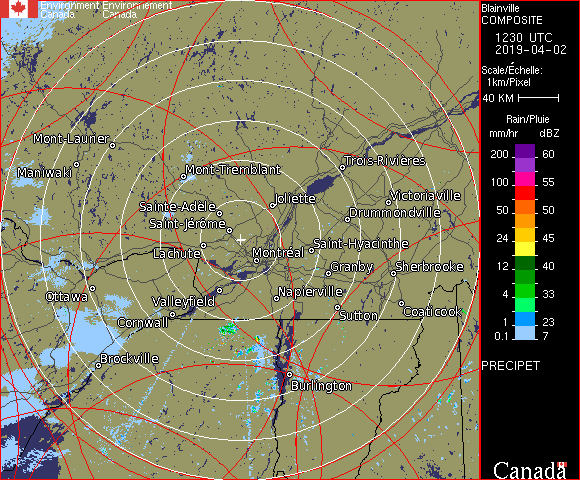 Environment Environnement
Canada Canada
Blainville
COMPOSITE
1230 UTC
2019-04-02
Scale/Échelle:
1km/Pixel
40 KM
Rain/Pluie
mm/hr dBZ
200 60
100 55
50 50
24 45
12 40
4 33
1 23
0.1 7
PRECIPET
Canada
Mont-Laurier
Maniwaki
Mont-Tremblant
Trois-Rivières
Sainte-Adèle
Joliette
Victoriaville
Drummondville
Saint-Jérôme
Lachute
Montréal
Saint-Hyacinthe
Granby
Sherbrooke
Ottawa
Valleyfield
Napierville
Cornwall
Sutton
Coaticook
Brockville
Burlington